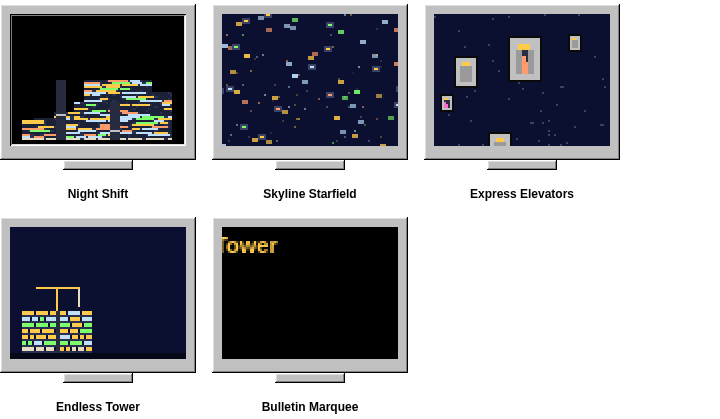 Night Shift
Skyline Starfield
Express Elevators
Tower
Endless Tower
Bulletin Marquee